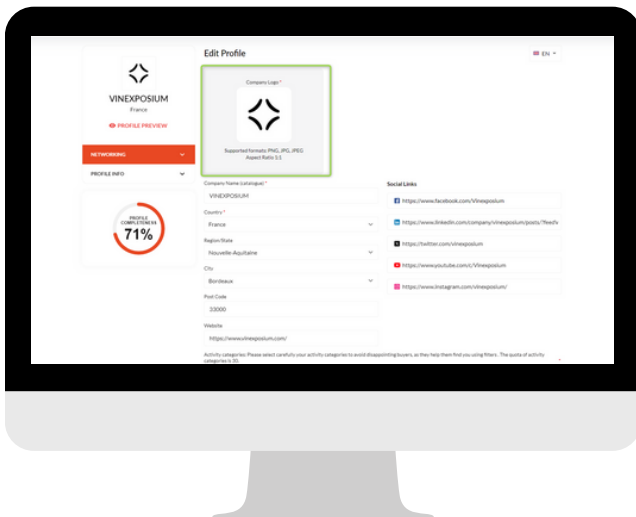 VINEXPOSIUM
France
PROFILE PREVIEW
NETWORKING
PROFILE INFO
PROFILE
COMPLETENESS
71%
Edit Profile
EN
Company Logo *
Supported formats: PNG, JPG, JPEG
Aspect Ratio 1:1
Company Name (catalogue) *
VINEXPOSIUM
Country *
France
Region/State
Nouvelle-Aquitaine
City
Bordeaux
Post Code
33000
Website
https://www.vinexposium.com/
Social Links
https://www.facebook.com/Vinexposium
https://www.linkedin.com/company/vinexposium/posts/?feedV
https://twitter.com/vinexposium
https://www.youtube.com/c/Vinexposium
https://www.instagram.com/vinexposium/
Activity categories: Please select carefully your activity categories to avoid disappointing buyers, as they help them find you using filters . The quota of activity
categories is 30.